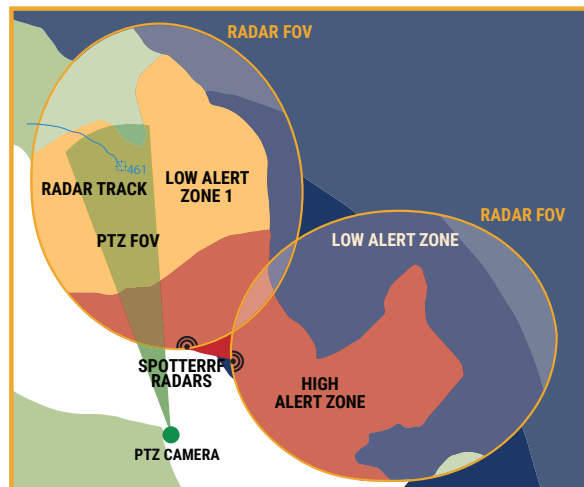 RADAR FOV
461
RADAR TRACK
LOW ALERT
ZONE 1
RADAR FOV
PTZ FOV
LOW ALERT ZONE
SPOTTERRF
RADARS
HIGH
ALERT ZONE
PTZ CAMERA